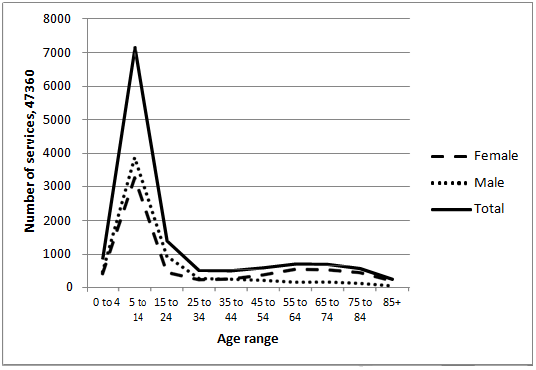 8000
7000
6000
5000
4000
3000
2000
1000
0
Number of services, 47360
0 to 4 5 to 14 15 to 24 25 to 34 35 to 44 45 to 54 55 to 64 65 to 74 75 to 84 85+
Age range
Female
Male
Total